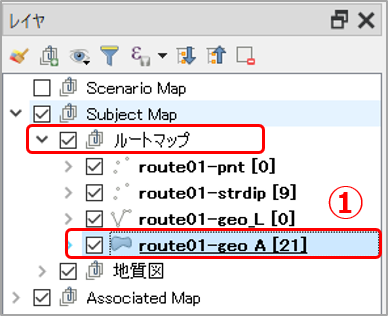 レイヤ
Scenario Map
Subject Map
ルートマップ
route01-pnt [0]
route01-strdip [9]
route01-geo_L [0]
①
route01-geo_A [21]
地質図
Associated Map